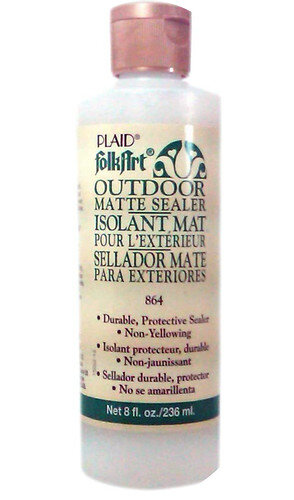 PLAID®
FolkArt®
OUTDOOR
MATTE SEALER
ISOLANT MAT
POUR L'EXTÉRIEUR
SELLADOR MATE
PARA EXTERIORES
864
• Durable, Protective Sealer
• Non-Yellowing
• Isolant protecteur, durable
• Non-jaunissant
• Sellador durable, protector
• No se amarillenta
Net 8 fl. oz./236 ml.